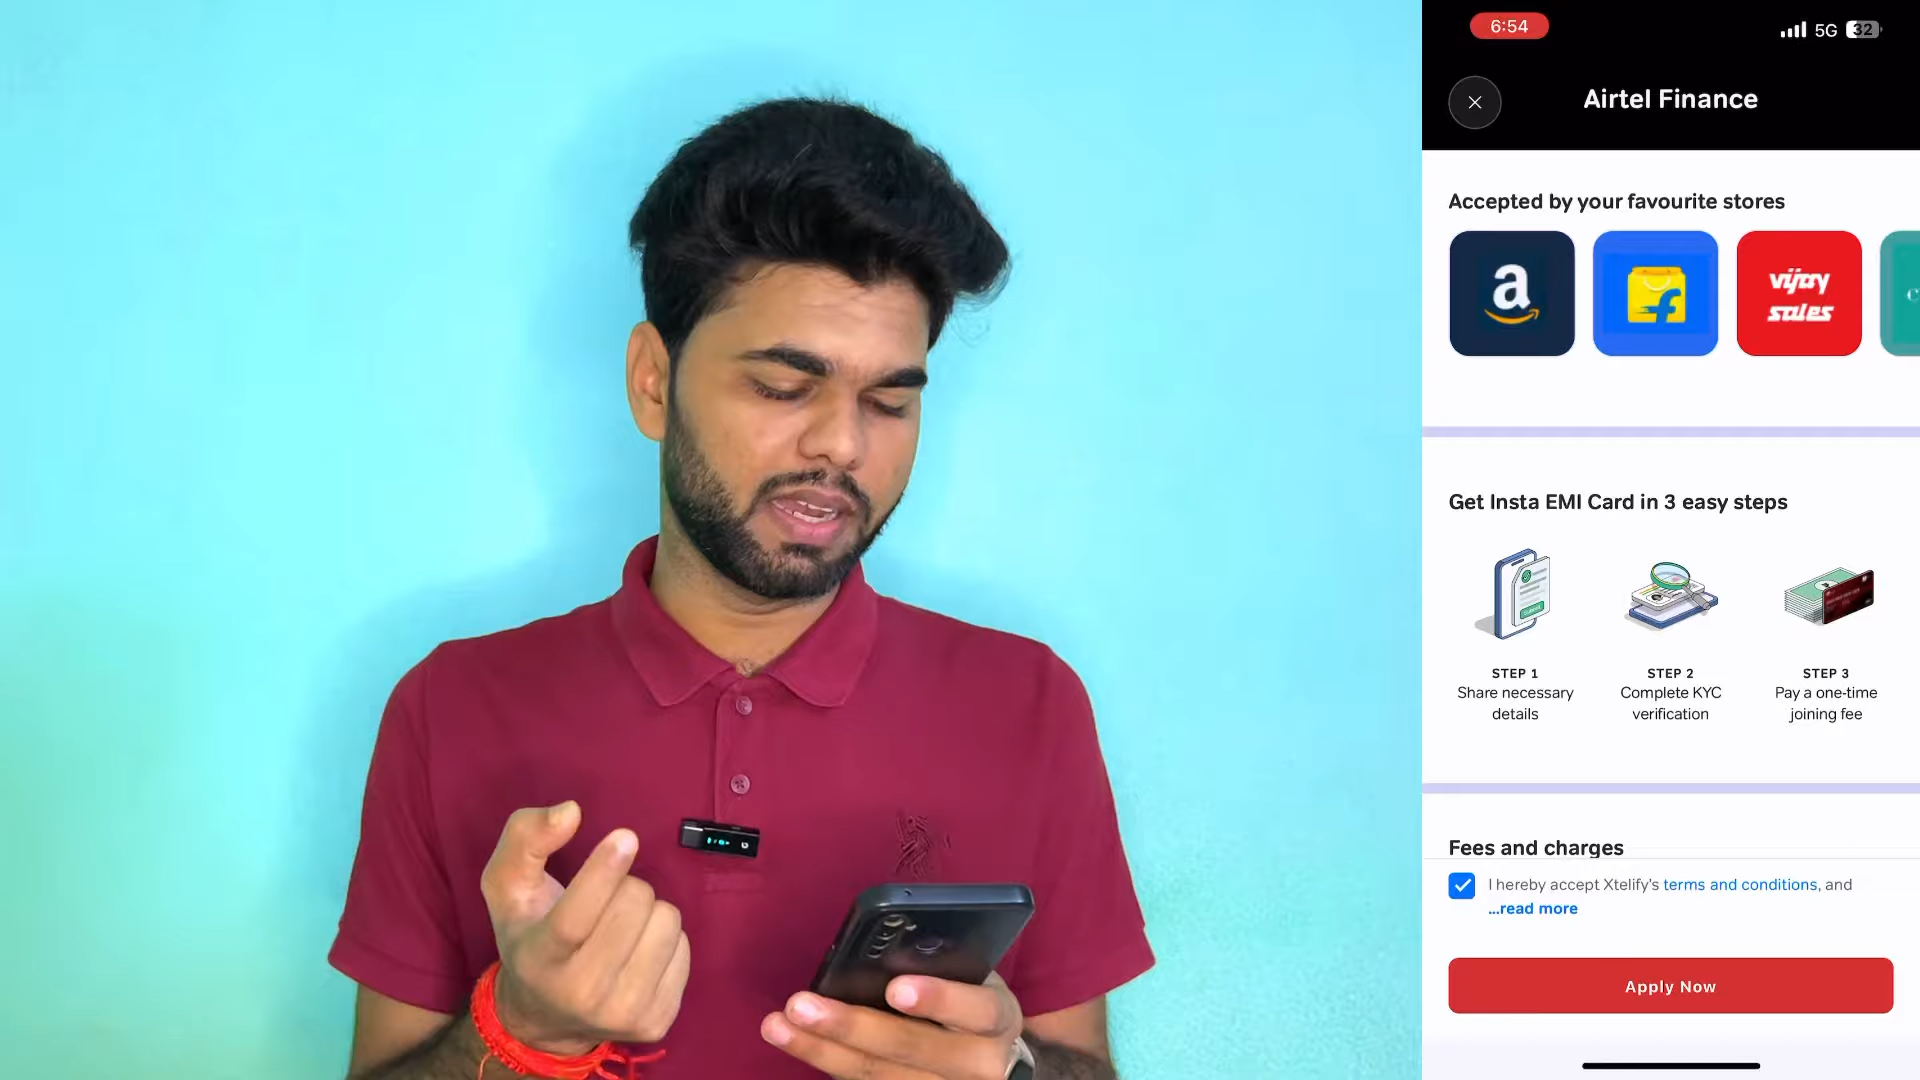 6:54
5G 32
Airtel Finance
Accepted by your favourite stores
a
vijay
sales
Get Insta EMI Card in 3 easy steps
STEP 1
Share necessary
details
STEP 2
Complete KYC
verification
STEP 3
Pay a one-time
joining fee
Fees and charges
I hereby accept Xtelify's terms and conditions, and
...read more
Apply Now